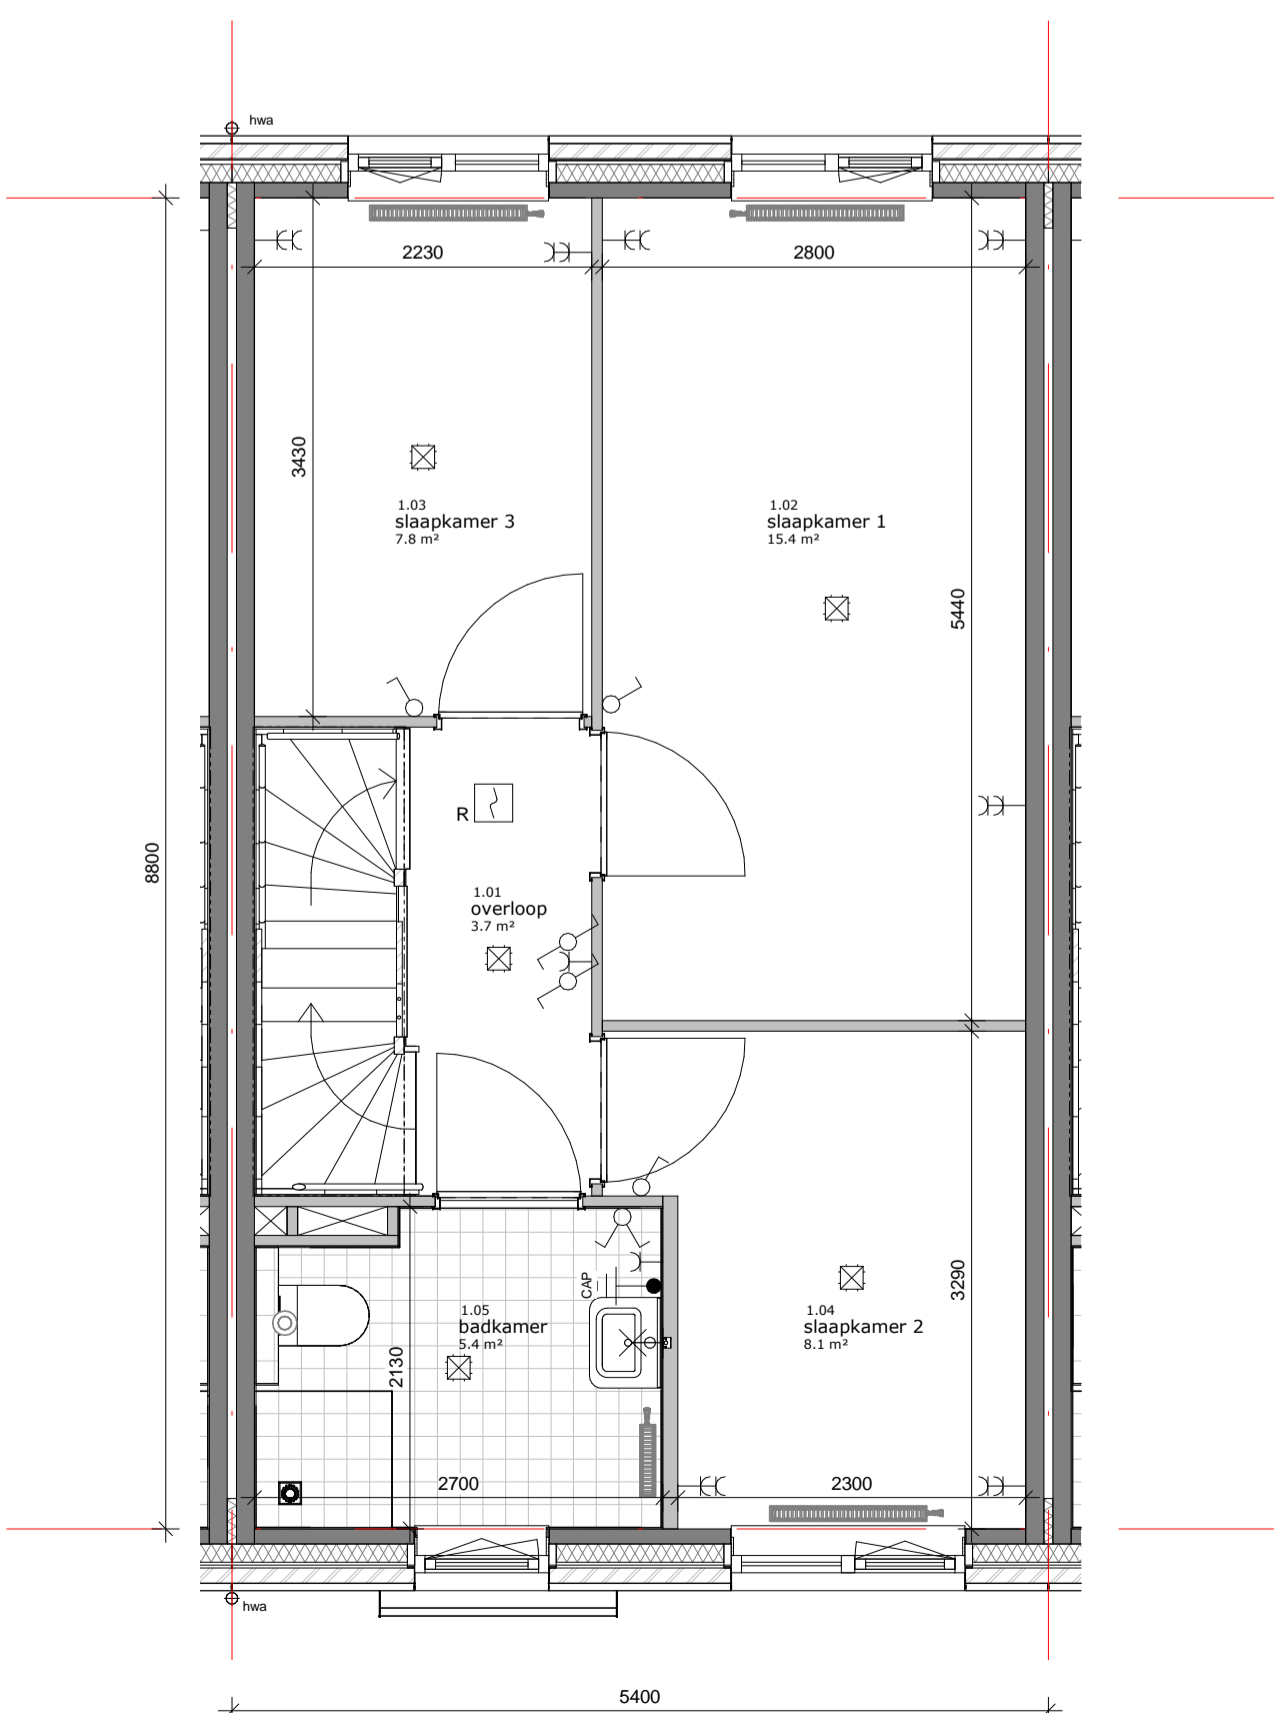 hwa
2230
2800
3430
1.03
slaapkamer 3
7.8 m²
1.02
slaapkamer 1
15.4 m²
5440
8800
R
1.01
overloop
3.7 m²
CAP
3290
1.05
badkamer
5.4 m²
1.04
slaapkamer 2
8.1 m²
2130
2700
2300
hwa
5400